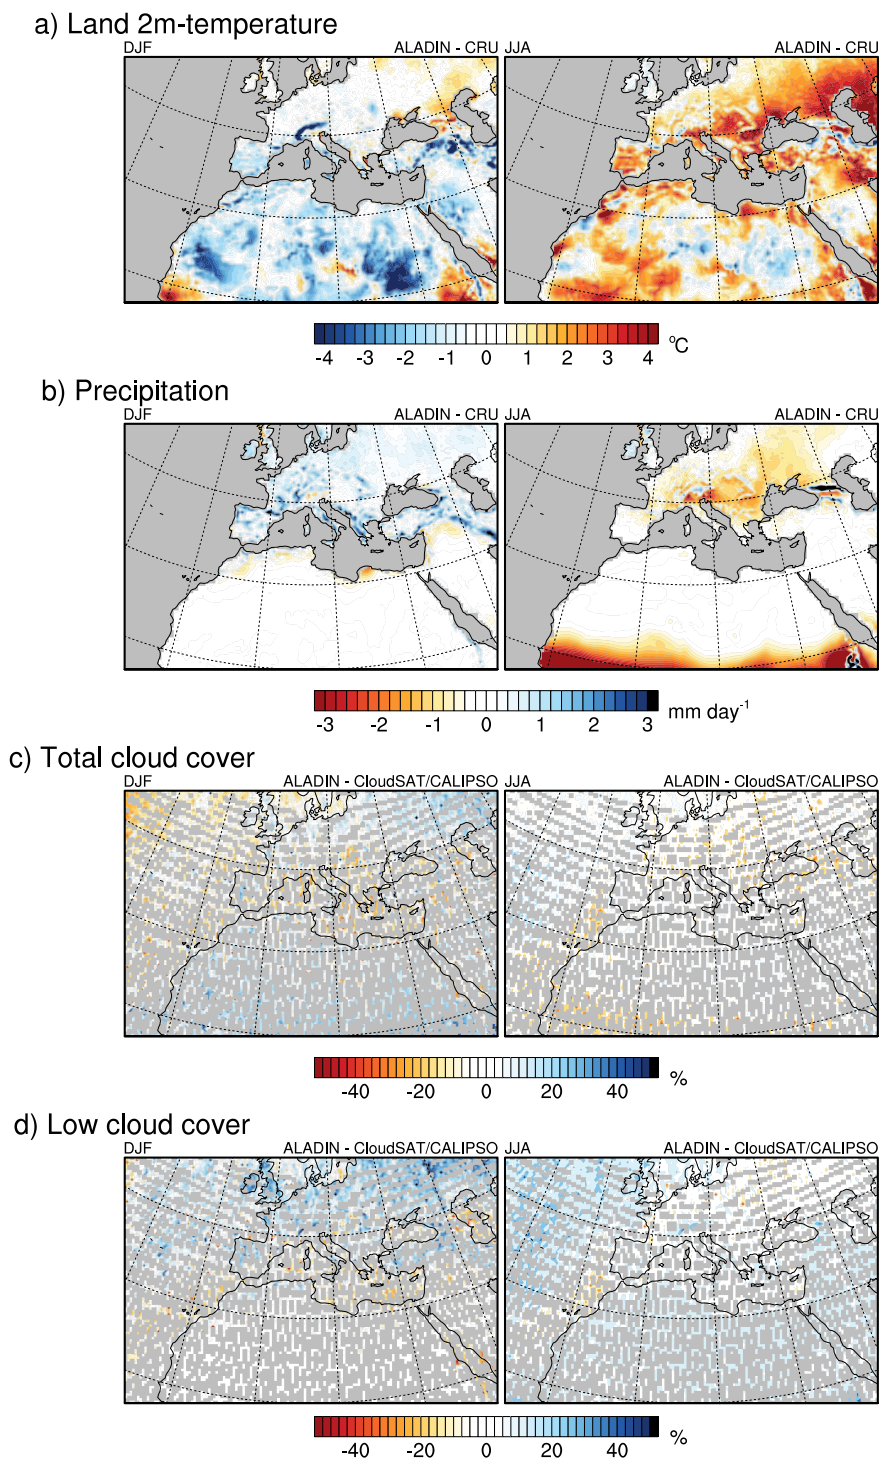 a) Land 2m-temperature
DJF ALADIN - CRU JJA ALADIN - CRU
-4 -3 -2 -1 0 1 2 3 4 °C
b) Precipitation
DJF ALADIN - CRU JJA ALADIN - CRU
-3 -2 -1 0 1 2 3 mm day⁻¹
c) Total cloud cover
DJF ALADIN - CloudSAT/CALIPSO JJA ALADIN - CloudSAT/CALIPSO
-40 -20 0 20 40 %
d) Low cloud cover
DJF ALADIN - CloudSAT/CALIPSO JJA ALADIN - CloudSAT/CALIPSO
-40 -20 0 20 40 %